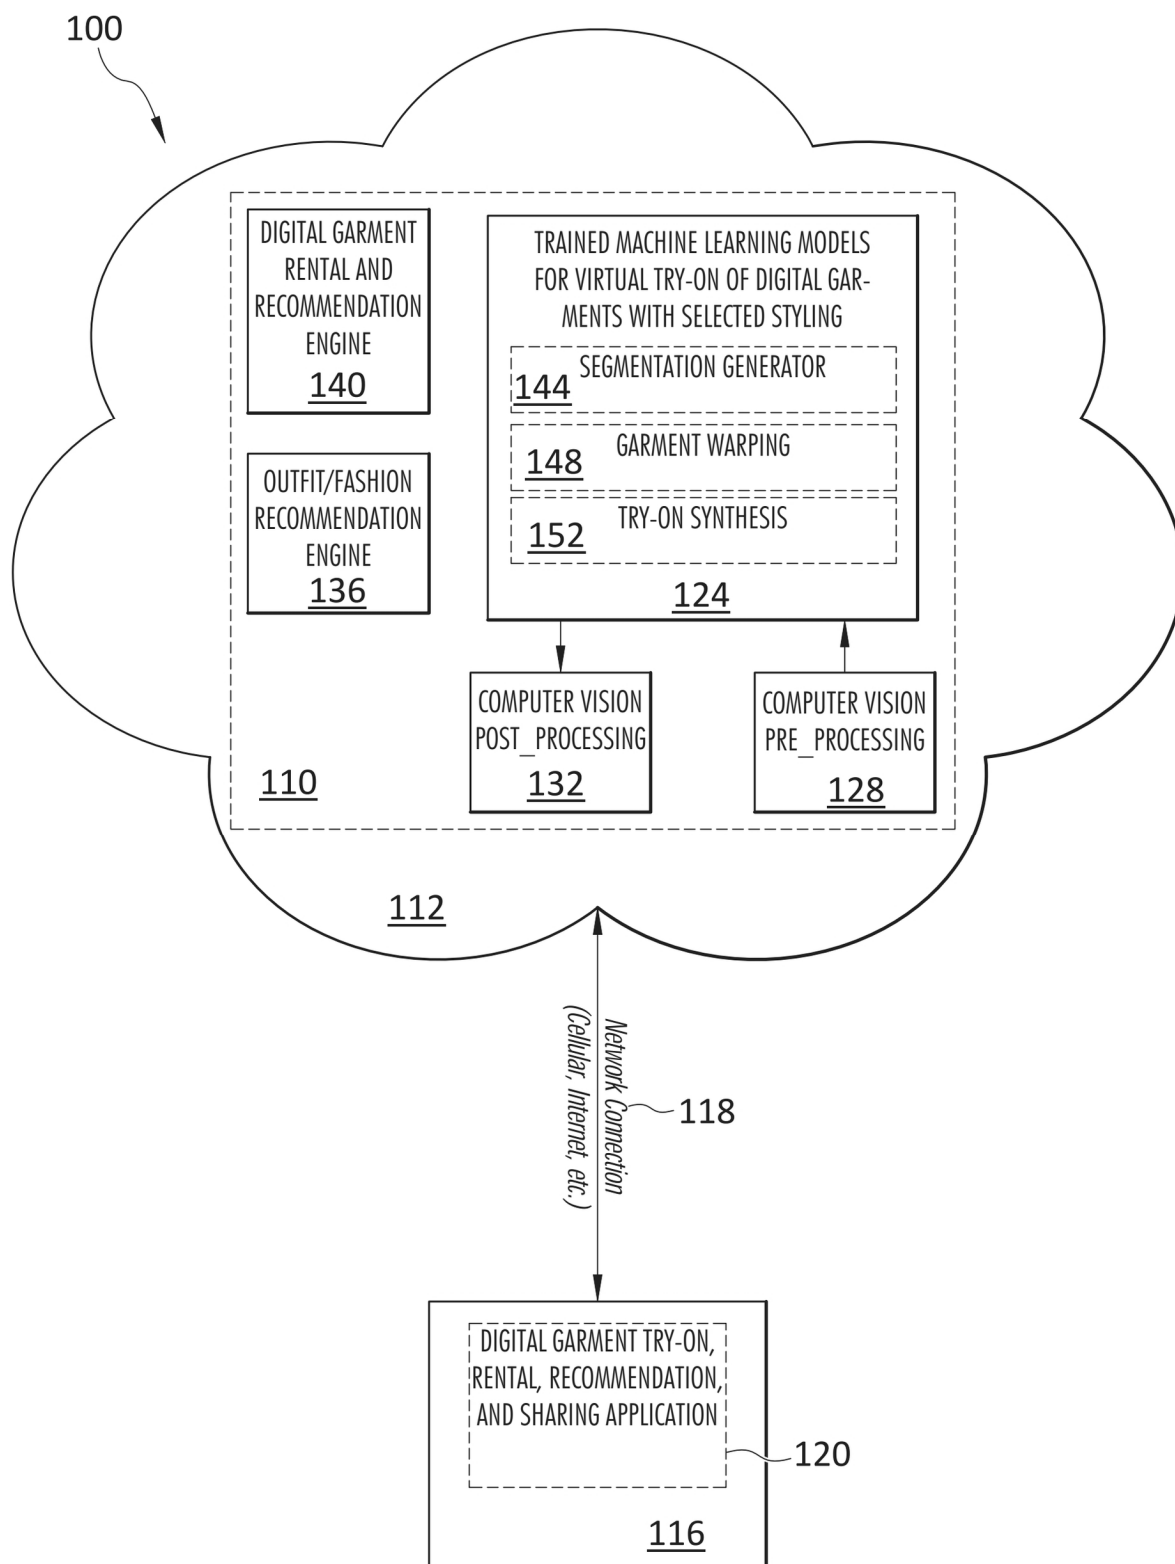 100
DIGITAL GARMENT
RENTAL AND
RECOMMENDATION
ENGINE
140
OUTFIT/FASHION
RECOMMENDATION
ENGINE
136
TRAINED MACHINE LEARNING MODELS
FOR VIRTUAL TRY-ON OF DIGITAL GAR-
MENTS WITH SELECTED STYLING
SEGMENTATION GENERATOR
144
GARMENT WARPING
148
TRY-ON SYNTHESIS
152
124
COMPUTER VISION
POST_PROCESSING
132
COMPUTER VISION
PRE_PROCESSING
128
110
112
Network Connection
(Cellular, Internet, etc.)
118
DIGITAL GARMENT TRY-ON,
RENTAL, RECOMMENDATION,
AND SHARING APPLICATION
120
116